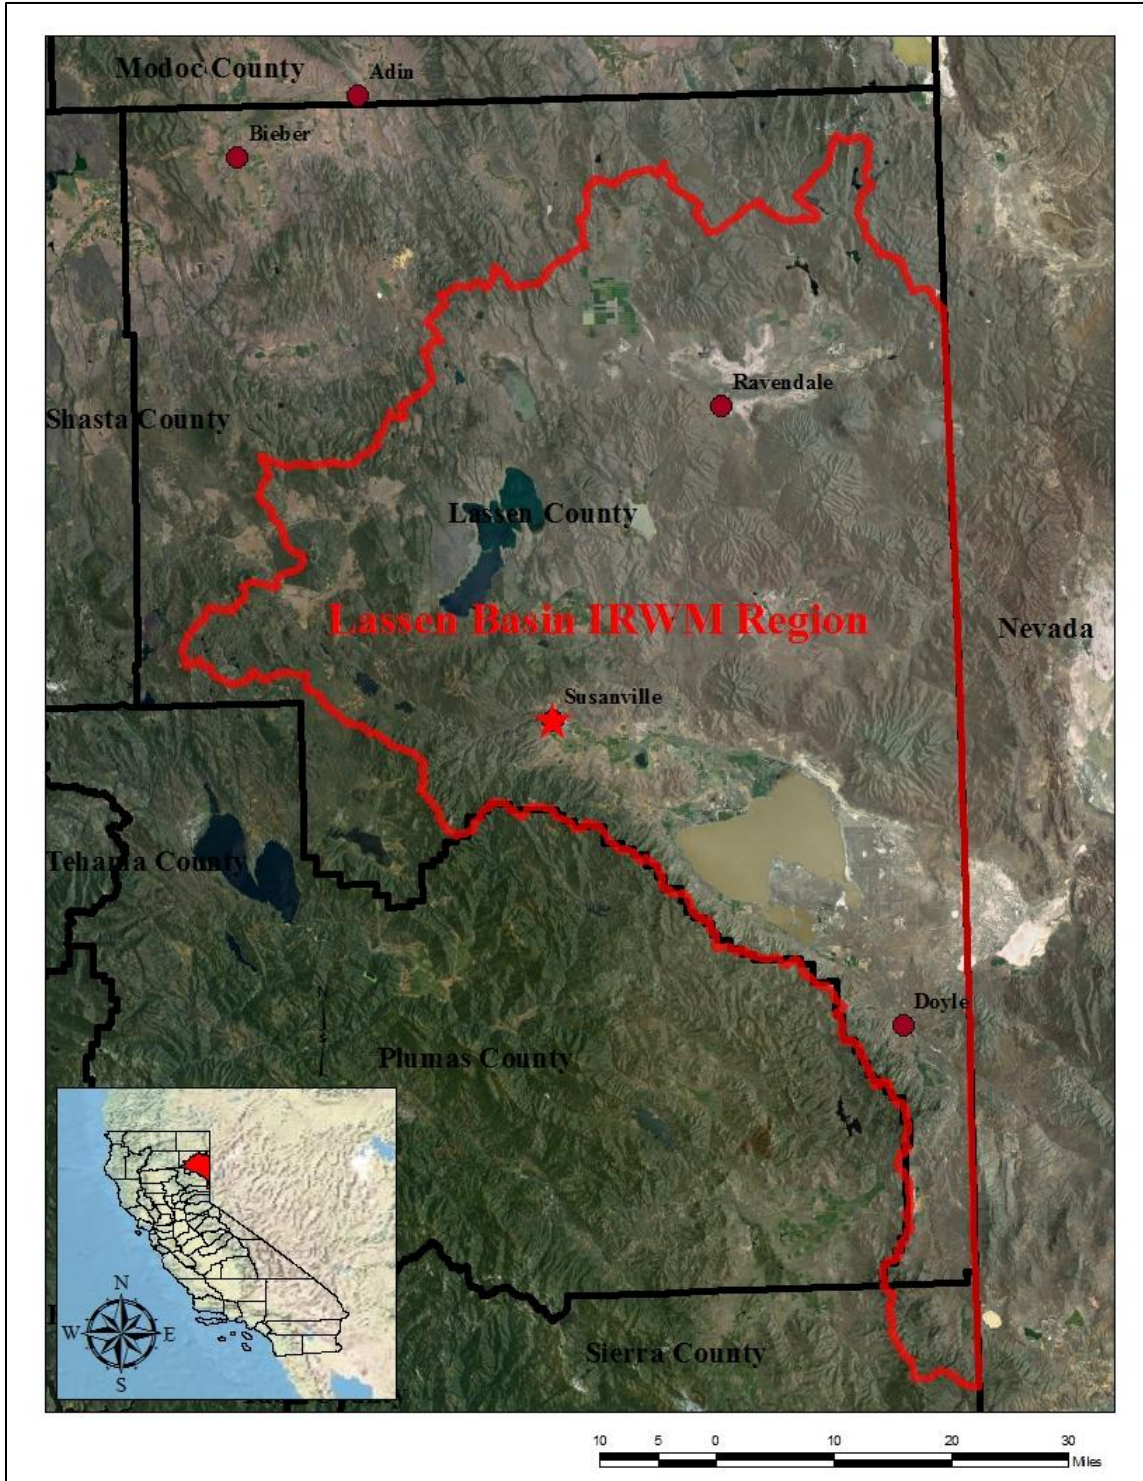 Modoc County
Adin
Bieber
Ravendale
Shasta County
Lassen County
Lassen Basin IRWM Region
Nevada
Susanville
Tehama County
Doyle
N
S
Plumas County
N
W
E
S
Sierra County
10 5 0 10 20 30
Miles